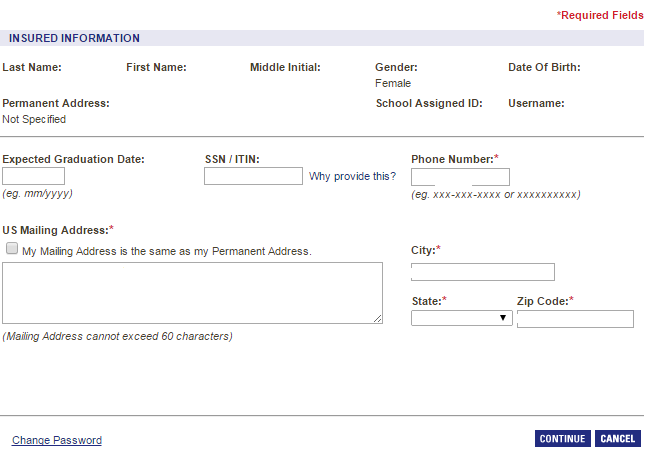 *Required Fields
INSURED INFORMATION
Last Name: First Name: Middle Initial: Gender: Date Of Birth:
Female
Permanent Address: School Assigned ID: Username:
Not Specified
Expected Graduation Date: SSN / ITIN: Phone Number:*
Why provide this?
(eg. mm/yyyy) (eg. xxx-xxx-xxxx or xxxxxxxxxx)
US Mailing Address:*
My Mailing Address is the same as my Permanent Address. City:*
State:* Zip Code:*
(Mailing Address cannot exceed 60 characters)
Change Password CONTINUE CANCEL